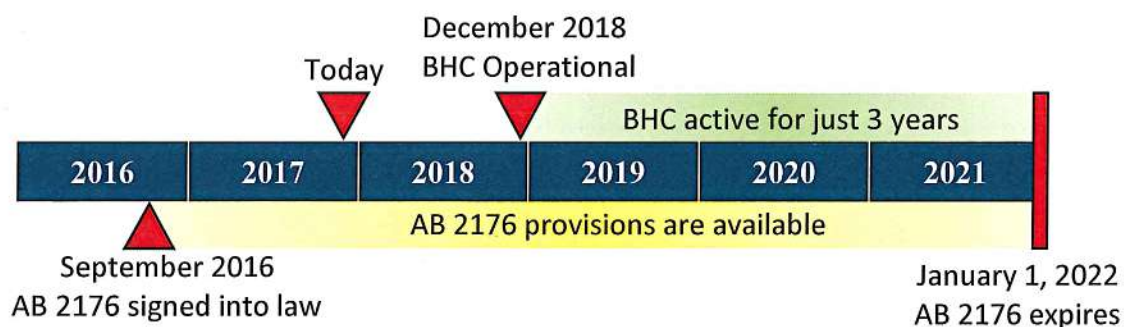 December 2018
Today
BHC Operational
BHC active for just 3 years
2016
2017
2018
2019
2020
2021
AB 2176 provisions are available
September 2016
AB 2176 signed into law
January 1, 2022
AB 2176 expires